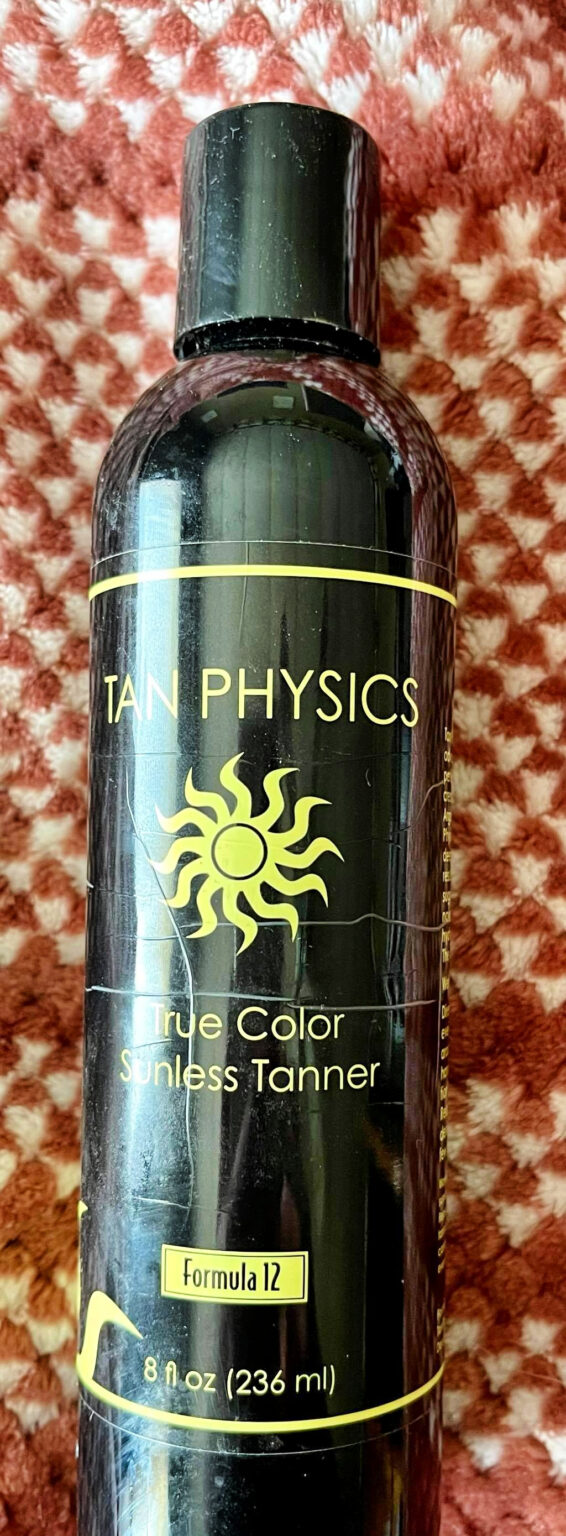 TAN PHYSICS
True Color
Sunless Tanner
Formula 12
8 fl oz (236 ml)